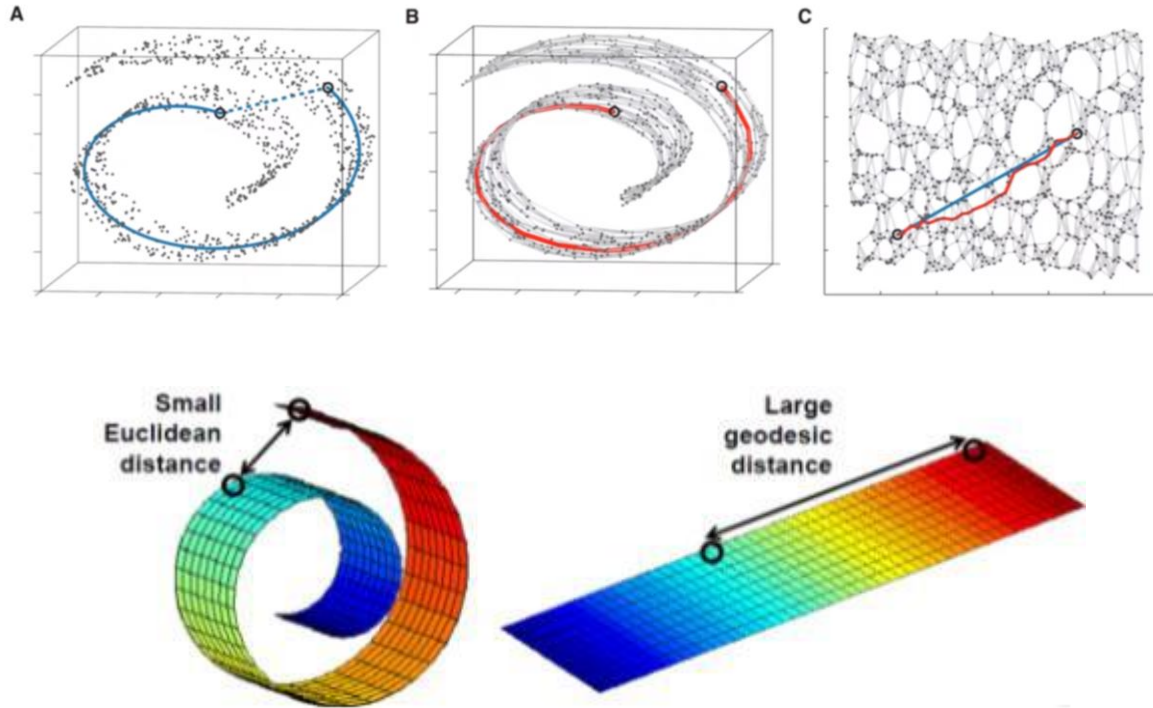 A
B
C
Small
Euclidean
distance
Large
geodesic
distance